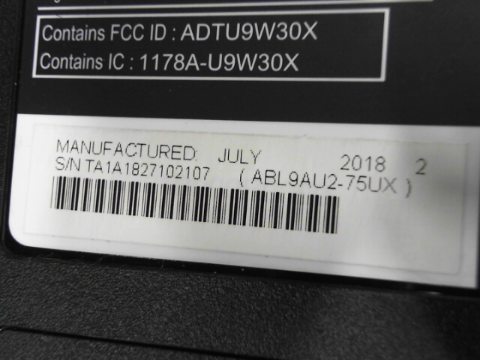 Contains FCC ID : ADTU9W30X
Contains IC : 1178A-U9W30X
MANUFACTURED: JULY 2018 2
S/N TA1A1827102107 ( ABL9AU2-75UX )